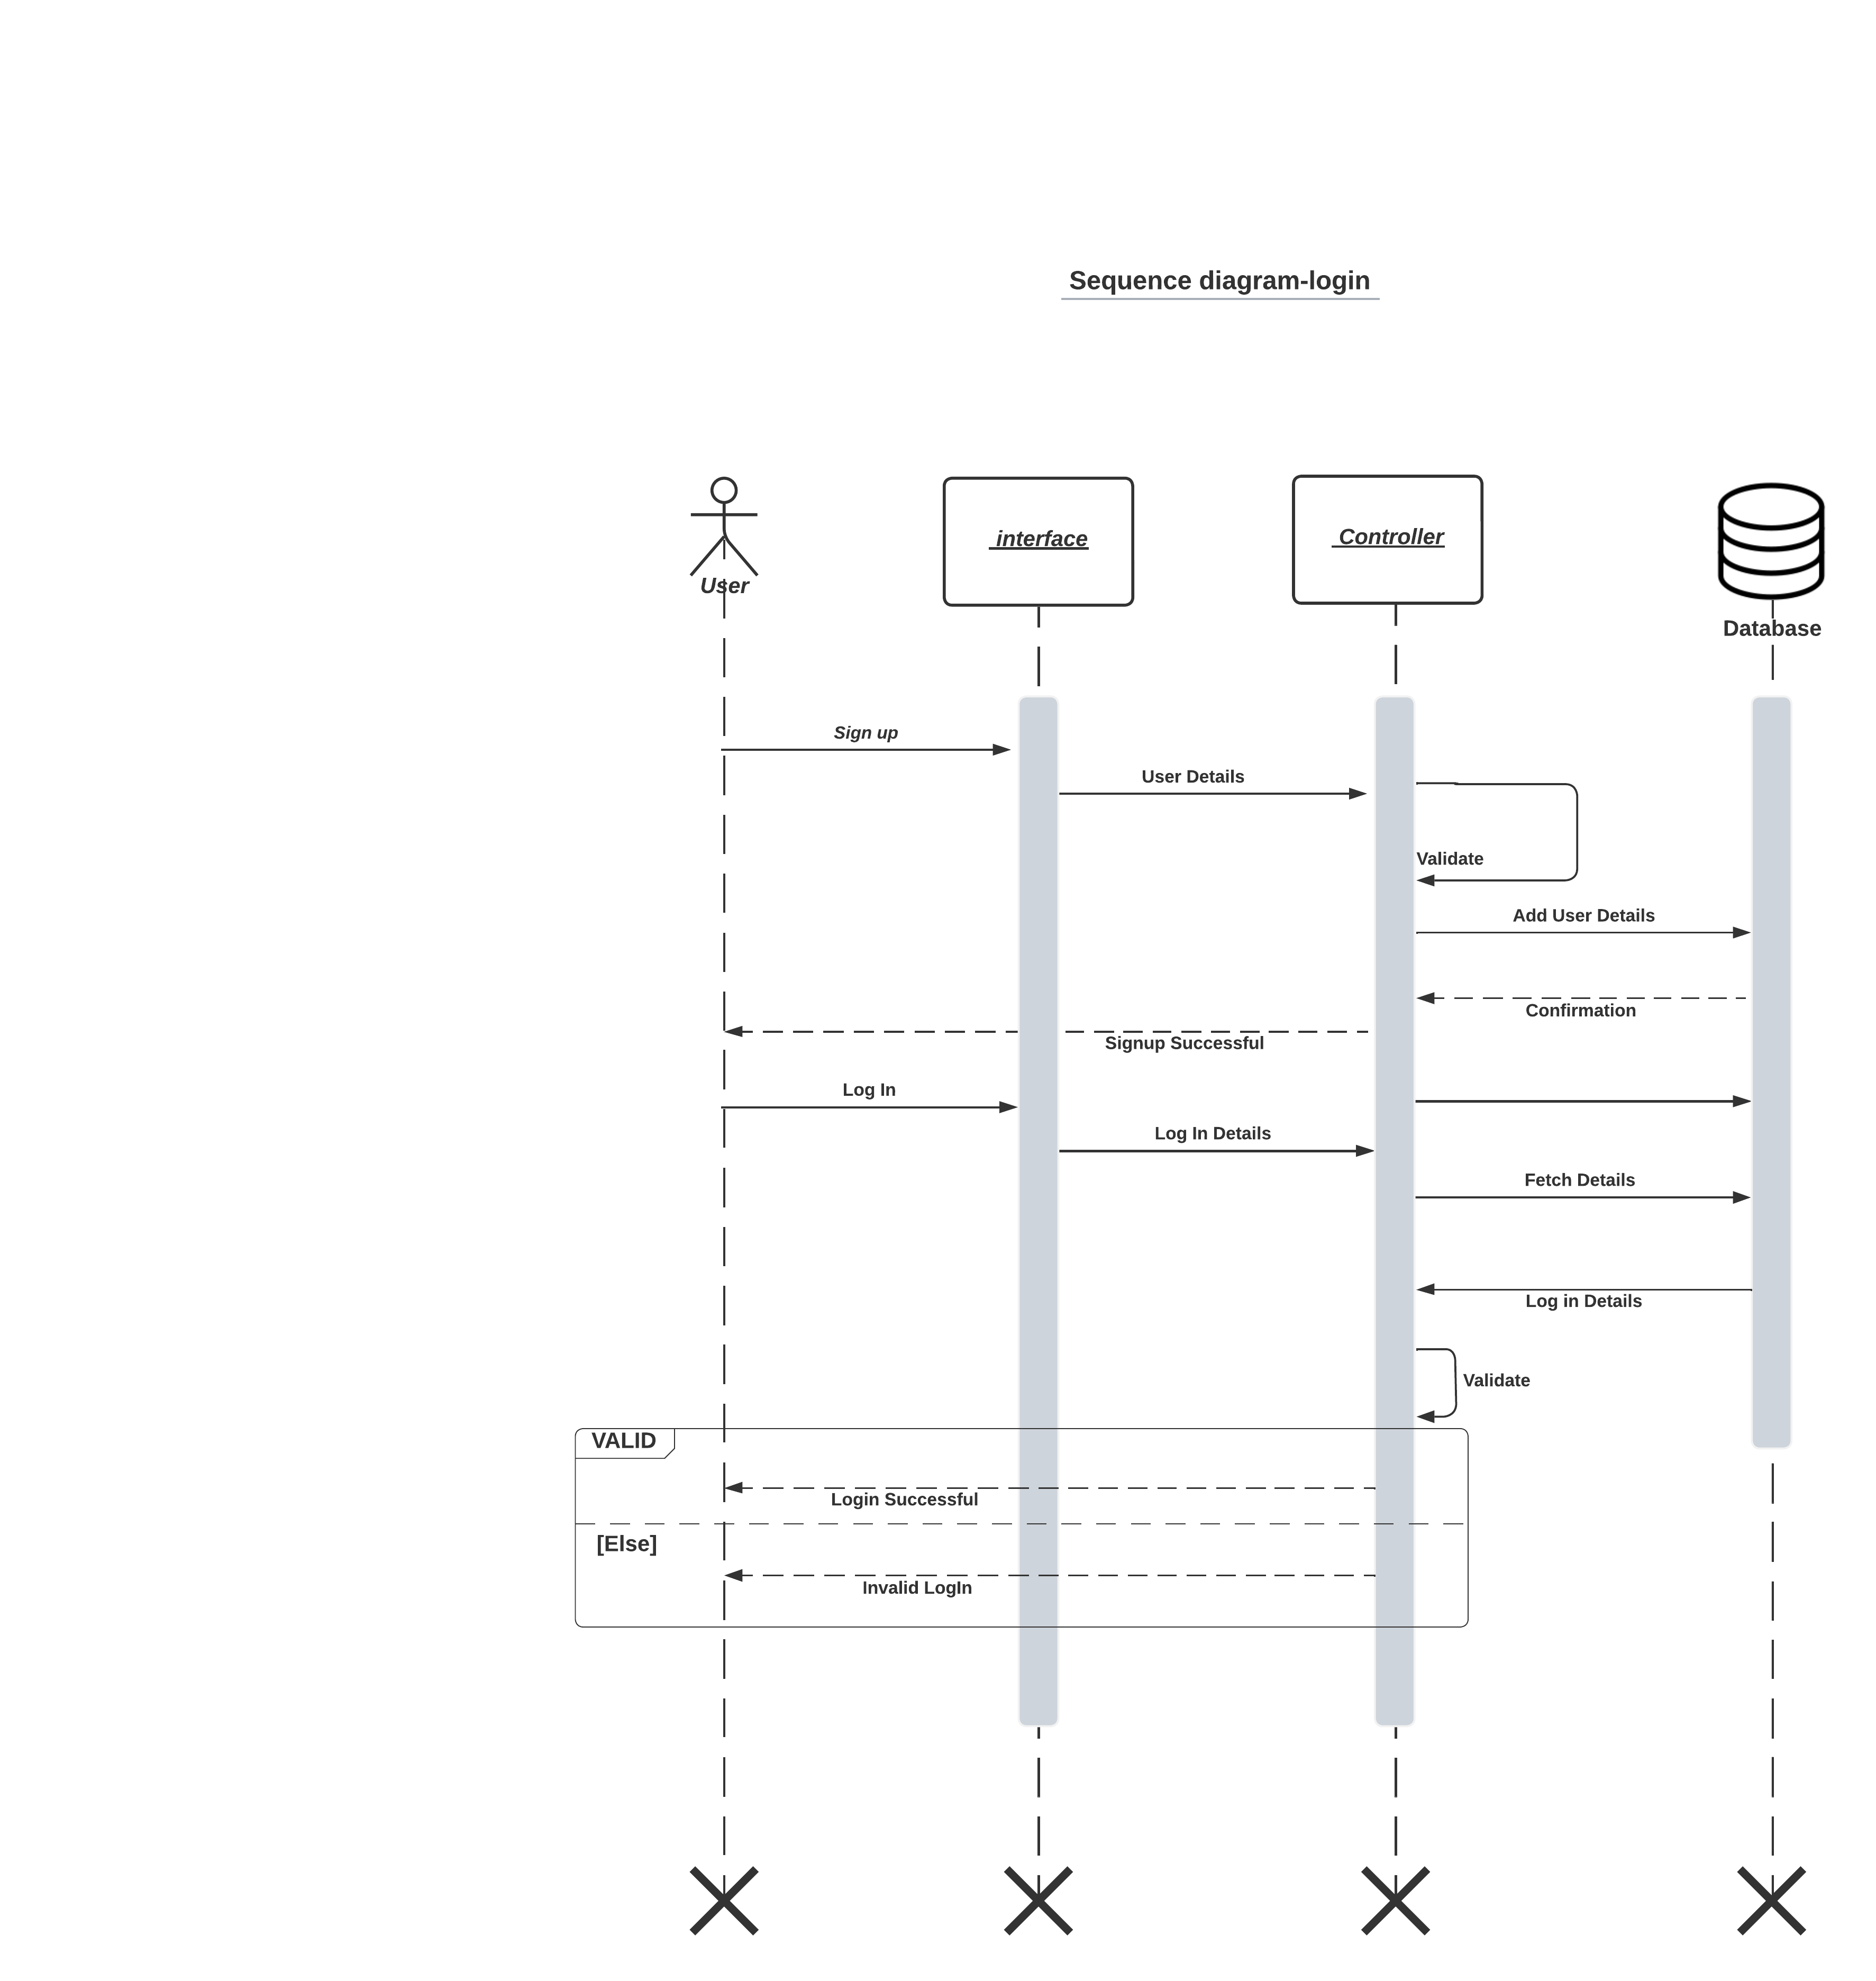 Sequence diagram-login
User
interface
Controller
Database
Sign up
User Details
Validate
Add User Details
Confirmation
Signup Successful
Log In
Log In Details
Fetch Details
Log in Details
Validate
VALID
Login Successful
[Else]
Invalid LogIn